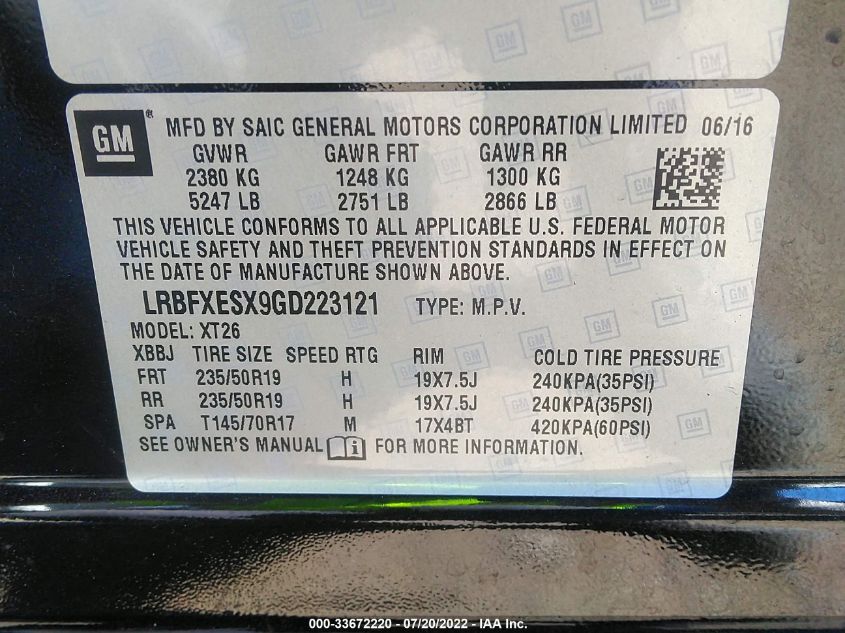 GM® MFD BY SAIC GENERAL MOTORS CORPORATION LIMITED 06/16
GVWR GAWR FRT GAWR RR
2380 KG 1248 KG 1300 KG
5247 LB 2751 LB 2866 LB
THIS VEHICLE CONFORMS TO ALL APPLICABLE U.S. FEDERAL MOTOR
VEHICLE SAFETY AND THEFT PREVENTION STANDARDS IN EFFECT ON
THE DATE OF MANUFACTURE SHOWN ABOVE.
LRBFXESX9GD223121 TYPE: M.P.V.
MODEL: XT26
XBBJ TIRE SIZE SPEED RTG RIM COLD TIRE PRESSURE
FRT 235/50R19 H 19X7.5J 240KPA(35PSI)
RR 235/50R19 H 19X7.5J 240KPA(35PSI)
SPA T145/70R17 M 17X4BT 420KPA(60PSI)
SEE OWNER'S MANUAL i FOR MORE INFORMATION.
000-33672220 - 07/20/2022 - IAA Inc.